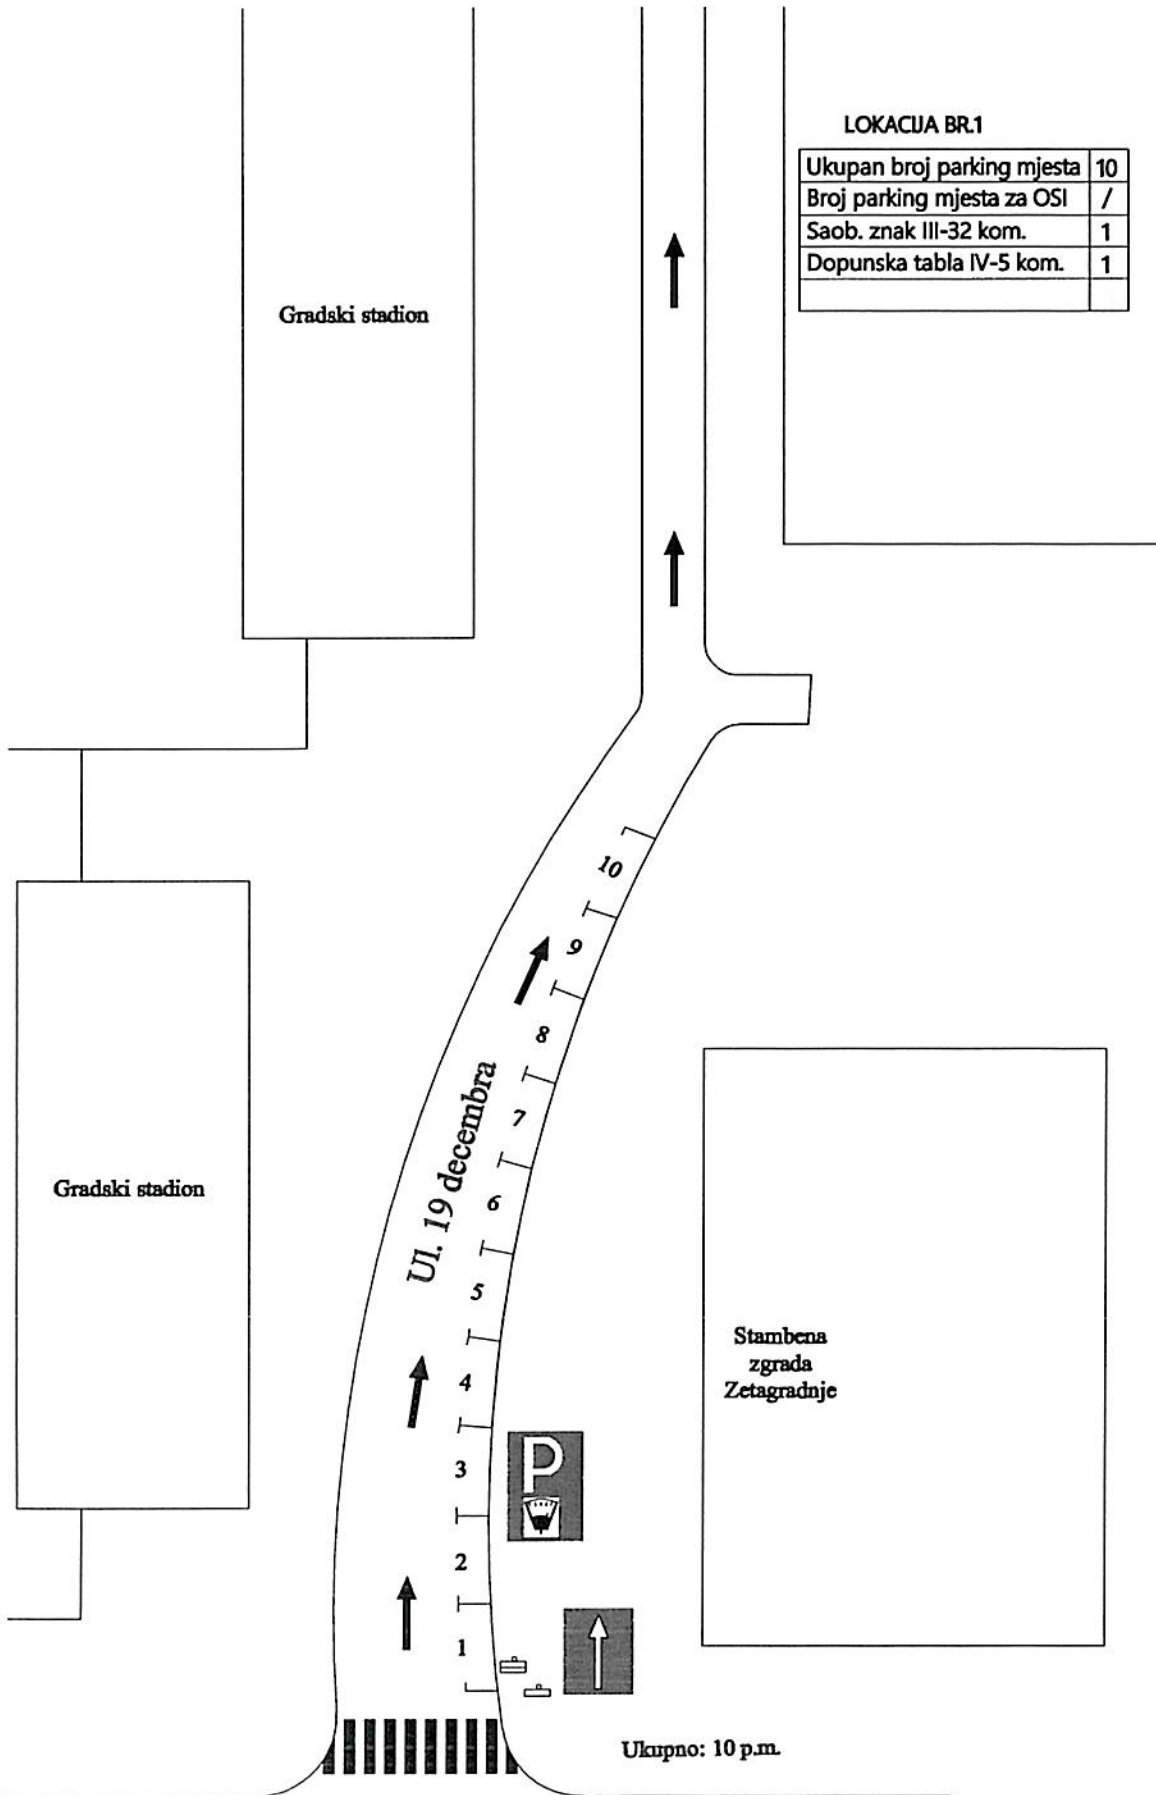 LOKACIJA BR.1
Ukupan broj parking mjesta 10
Broj parking mjesta za OSI /
Saob. znak III-32 kom. 1
Dopunska tabla IV-5 kom. 1
Gradski stadion
10
9
8
7
6
5
4
3
2
1
Ul. 19 decembra
Gradski stadion
Stambena
zgrada
Zetagradnje
P
Ukupno: 10 p.m.